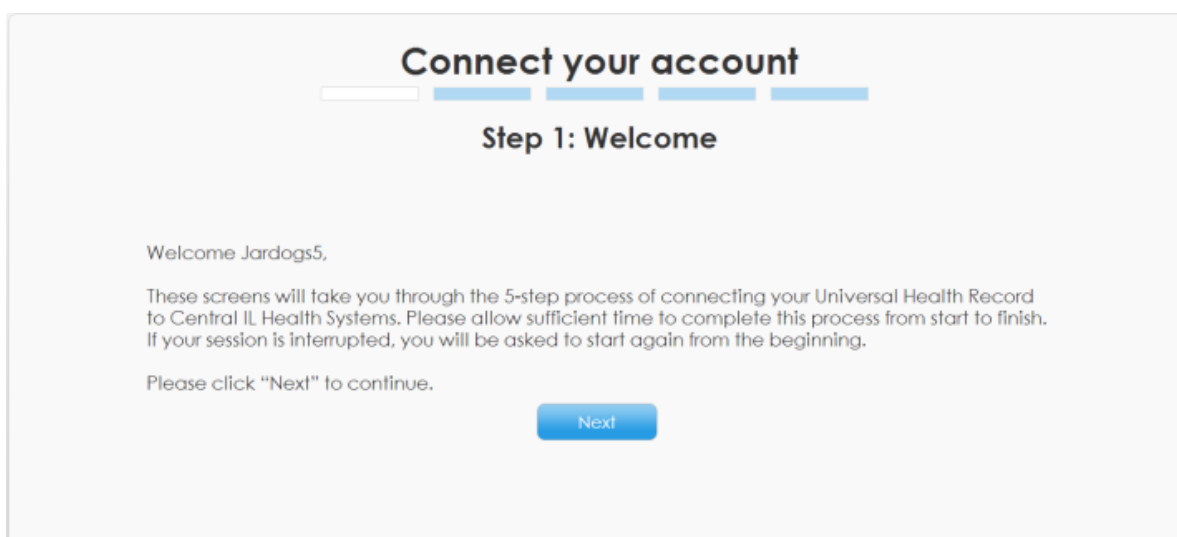 Connect your account
Step 1: Welcome
Welcome Jardogs5,
These screens will take you through the 5-step process of connecting your Universal Health Record
to Central IL Health Systems. Please allow sufficient time to complete this process from start to finish.
If your session is interrupted, you will be asked to start again from the beginning.
Please click “Next” to continue.
Next